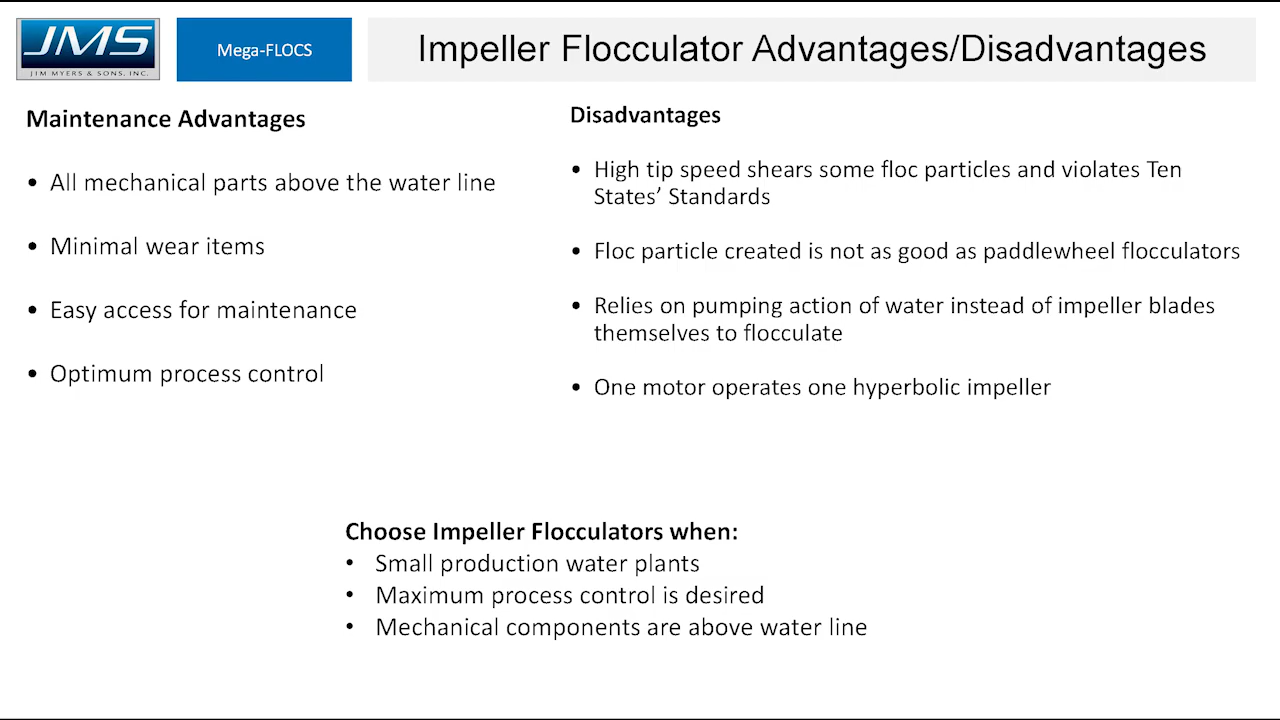 JMS
JIM MYERS & SONS, INC.
Mega-FLOCS
Impeller Flocculator Advantages/Disadvantages
Maintenance Advantages
• All mechanical parts above the water line
• Minimal wear items
• Easy access for maintenance
• Optimum process control
Disadvantages
• High tip speed shears some floc particles and violates Ten
States’ Standards
• Floc particle created is not as good as paddlewheel flocculators
• Relies on pumping action of water instead of impeller blades
themselves to flocculate
• One motor operates one hyperbolic impeller
Choose Impeller Flocculators when:
• Small production water plants
• Maximum process control is desired
• Mechanical components are above water line